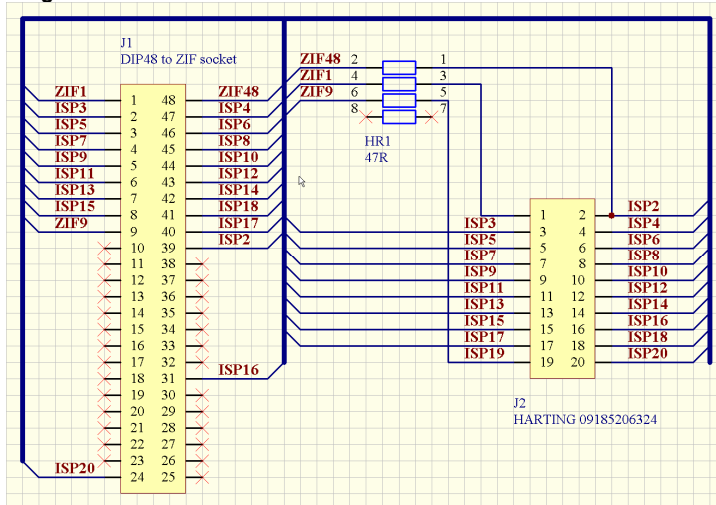 J1
DIP48 to ZIF socket
ZIF48 2 1
ZIF1 4 3
ZIF9 6 5
8 7
HR1
47R
ZIF1 1 48 ZIF48
ISP3 2 47 ISP4
ISP5 3 46 ISP6
ISP7 4 45 ISP8
ISP9 5 44 ISP10
ISP11 6 43 ISP12
ISP13 7 42 ISP14
ISP15 8 41 ISP18
ZIF9 9 40 ISP17
10 39 ISP2
11 38
12 37
13 36
14 35
15 34
16 33
17 32
18 31 ISP16
19 30
20 29
21 28
22 27
23 26
ISP20 24 25
1 2 ISP2
ISP3 3 4 ISP4
ISP5 5 6 ISP6
ISP7 7 8 ISP8
ISP9 9 10 ISP10
ISP11 11 12 ISP12
ISP13 13 14 ISP14
ISP15 15 16 ISP16
ISP17 17 18 ISP18
ISP19 19 20 ISP20
J2
HARTING 09185206324